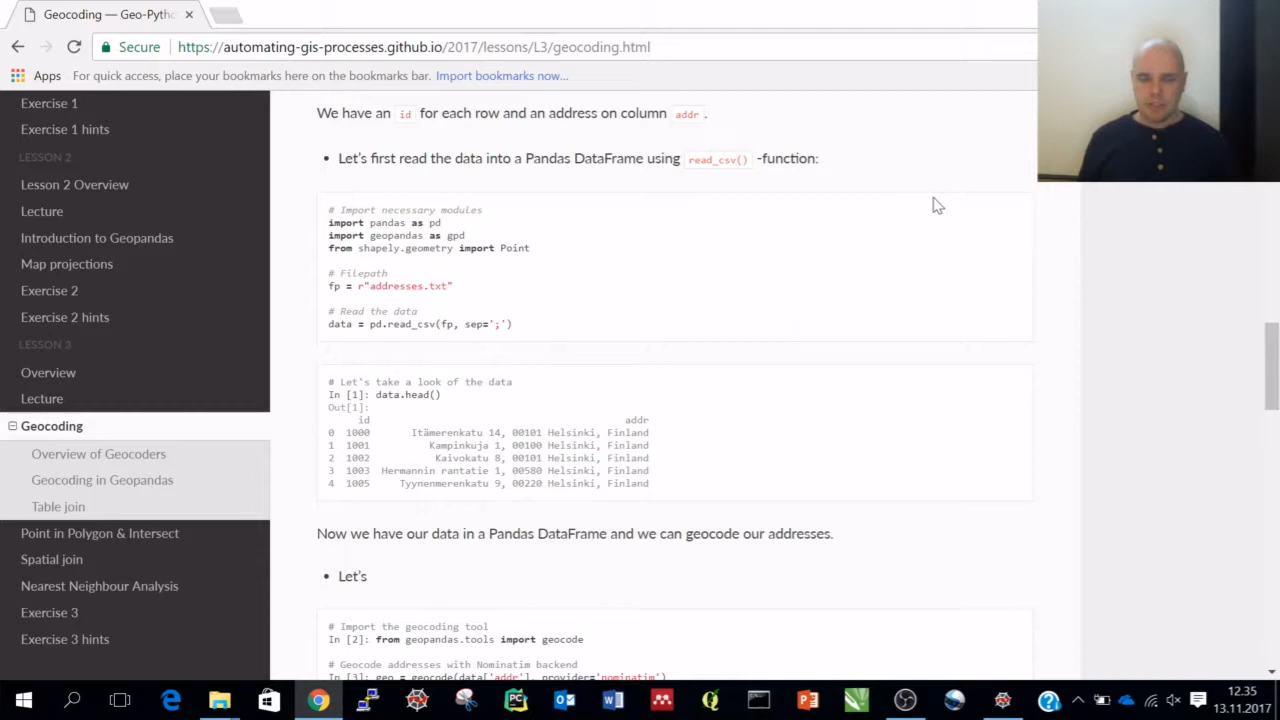 Geocoding — Geo-Pytho
Secure https://automating-gis-processes.github.io/2017/lessons/L3/geocoding.html
Apps For quick access, place your bookmarks here on the bookmarks bar. Import bookmarks now...
Exercise 1
Exercise 1 hints
LESSON 2
Lesson 2 Overview
Lecture
Introduction to Geopandas
Map projections
Exercise 2
Exercise 2 hints
LESSON 3
Overview
Lecture
Geocoding
Overview of Geocoders
Geocoding in Geopandas
Table join
Point in Polygon & Intersect
Spatial join
Nearest Neighbour Analysis
Exercise 3
Exercise 3 hints
We have an id for each row and an address on column addr.
• Let's first read the data into a Pandas DataFrame using read_csv() -function:
# Import necessary modules
import pandas as pd
import geopandas as gpd
from shapely.geometry import Point
# Filepath
fp = r"addresses.txt"
# Read the data
data = pd.read_csv(fp, sep=';')
# Let's take a look of the data
In [1]: data.head()
Out[1]:
id addr
0 1000 Itämerenkatu 14, 00101 Helsinki, Finland
1 1001 Kampinkuja 1, 00100 Helsinki, Finland
2 1002 Kaivokatu 8, 00101 Helsinki, Finland
3 1003 Hermannin rantatie 1, 00580 Helsinki, Finland
4 1005 Tyynenmerenkatu 9, 00220 Helsinki, Finland
Now we have our data in a Pandas DataFrame and we can geocode our addresses.
• Let's
# Import the geocoding tool
In [2]: from geopandas.tools import geocode
# Geocode addresses with Nominatim backend
In [3]: geo = geocode(data['addr'], provider='nominatim')
12.35
13.11.2017